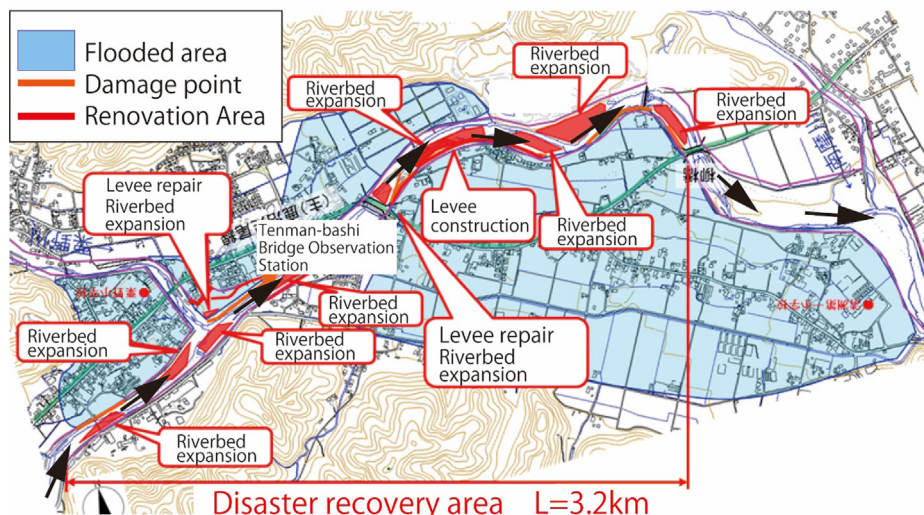 Flooded area
Damage point
Renovation Area
Riverbed
expansion
Riverbed
expansion
Riverbed
expansion
Levee repair
Riverbed
expansion
Tenman-bashi
Bridge Observation
Station
Levee
construction
Riverbed
expansion
Riverbed
expansion
Levee repair
Riverbed
expansion
Riverbed
expansion
Riverbed
expansion
Riverbed
expansion
Disaster recovery area L=3.2km